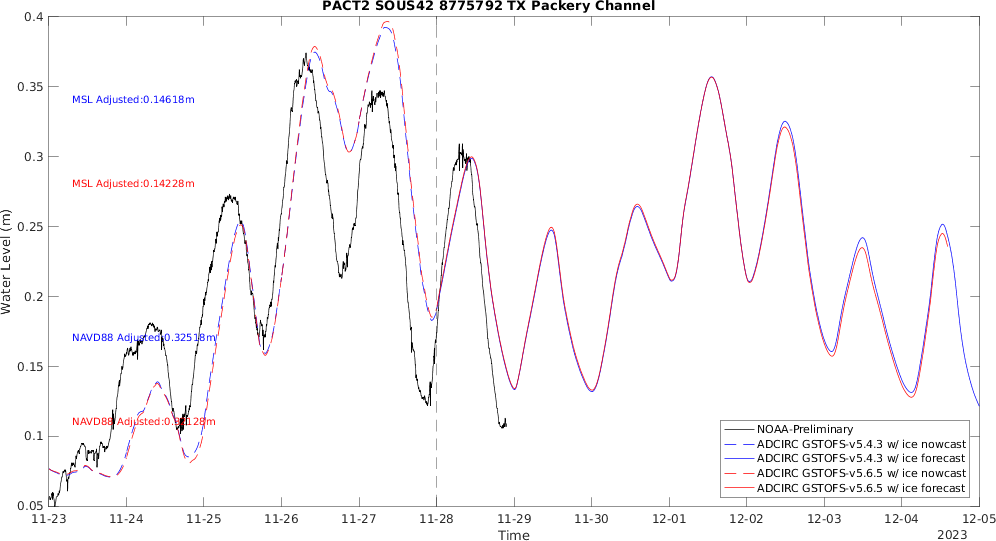 PACT2 SOUS42 8775792 TX Packery Channel
0.4
0.35
0.3
0.25
0.2
0.15
0.1
0.05
Water Level (m)
MSL Adjusted:0.14618m
MSL Adjusted:0.14228m
NAVD88 Adjusted:0.32518m
NAVD88 Adjusted:0.32128m
NOAA-Preliminary
ADCIRC GSTOFS-v5.4.3 w/ ice nowcast
ADCIRC GSTOFS-v5.4.3 w/ ice forecast
ADCIRC GSTOFS-v5.6.5 w/ ice nowcast
ADCIRC GSTOFS-v5.6.5 w/ ice forecast
11-23 11-24 11-25 11-26 11-27 11-28 11-29 11-30 12-01 12-02 12-03 12-04 12-05
Time
2023